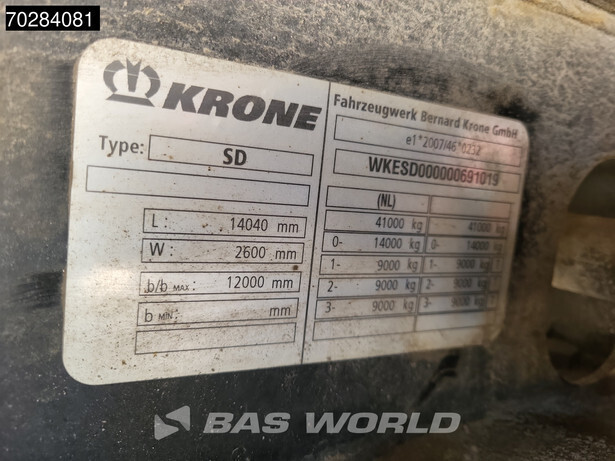 70284081
KRONE
Type: SD
L : 14040 mm
W : 2600 mm
b/b MAX: 12000 mm
b MIN: mm
Fahrzeugwerk Bernard Krone GmbH
e1*2007/46*0232
WKESD000000691019
(NL)
41000 kg 41000 kg
0- 14000 kg 0- 14000 kg
1- 9000 kg 1- 9000 kg
2- 9000 kg 2- 9000 kg
3- 9000 kg 3- 9000 kg
BAS WORLD